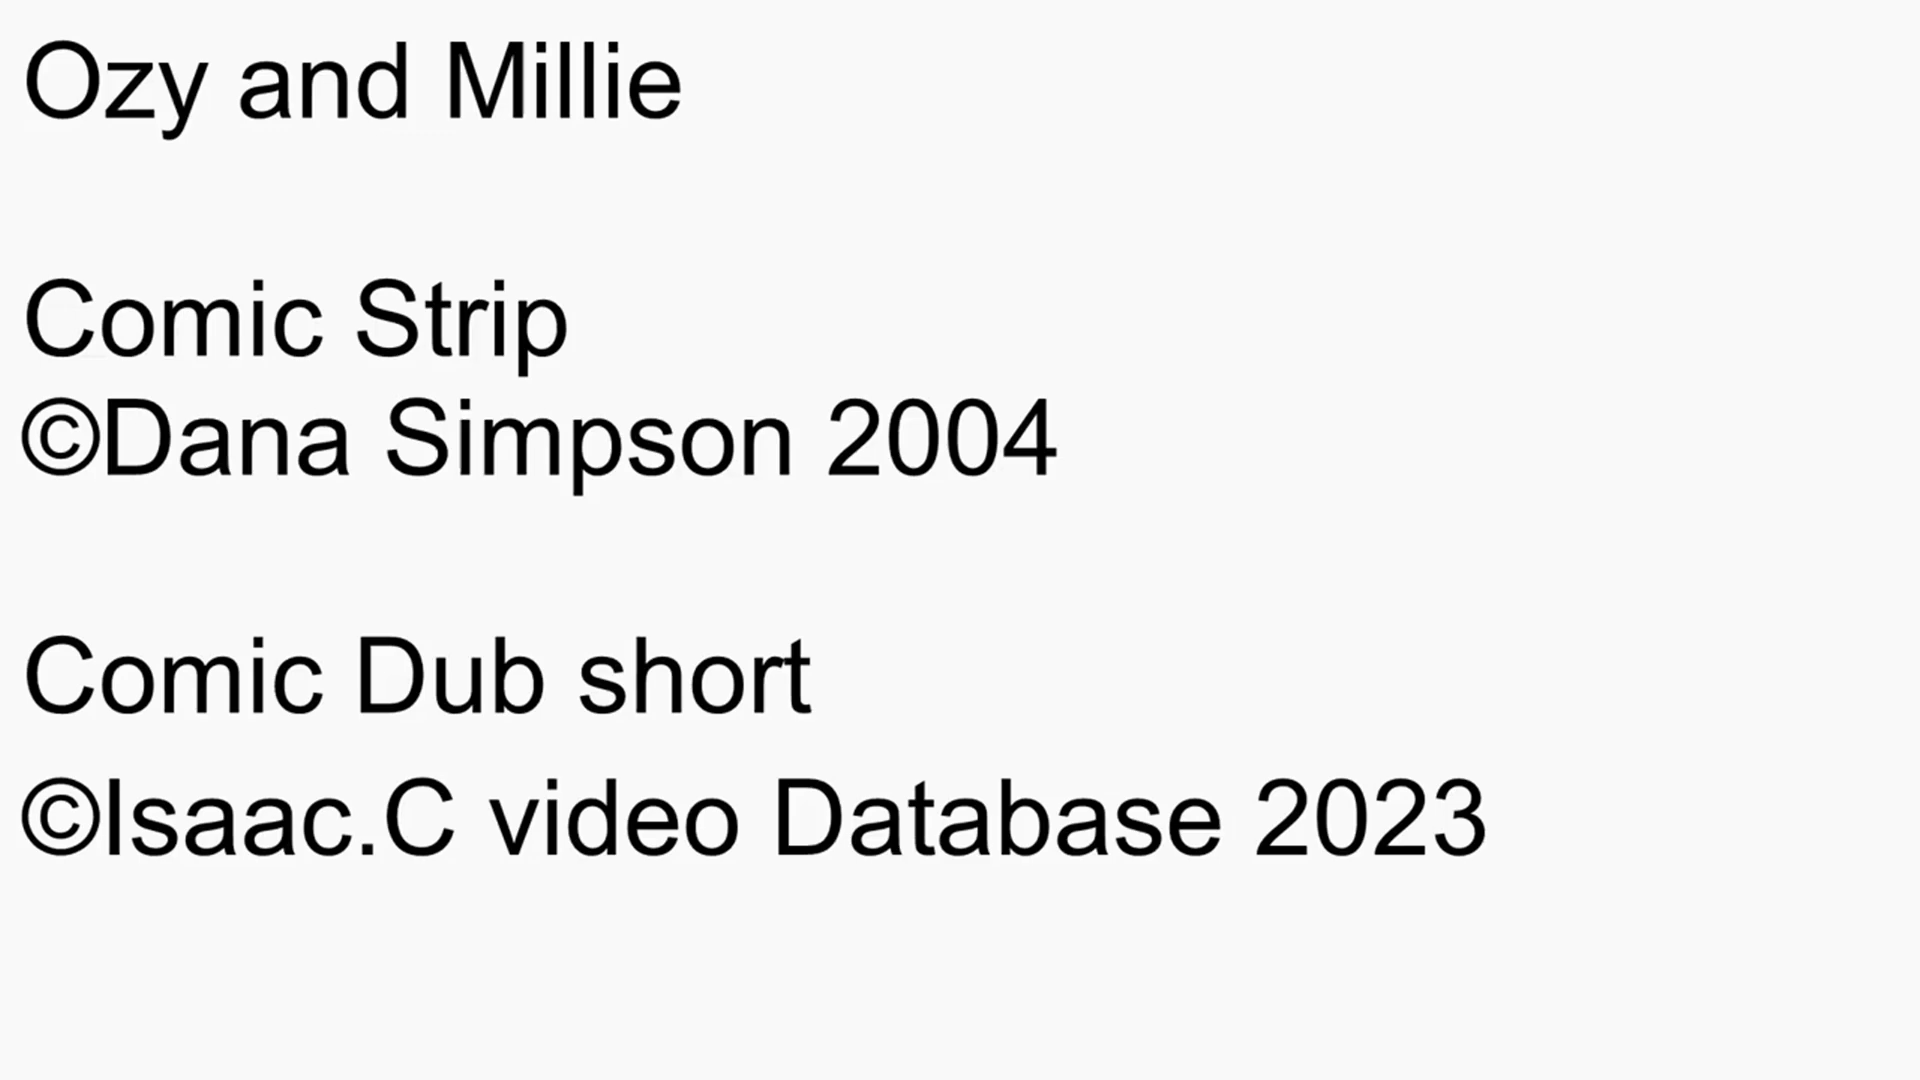 Ozy and Millie
Comic Strip
©Dana Simpson 2004
Comic Dub short
©Isaac.C video Database 2023